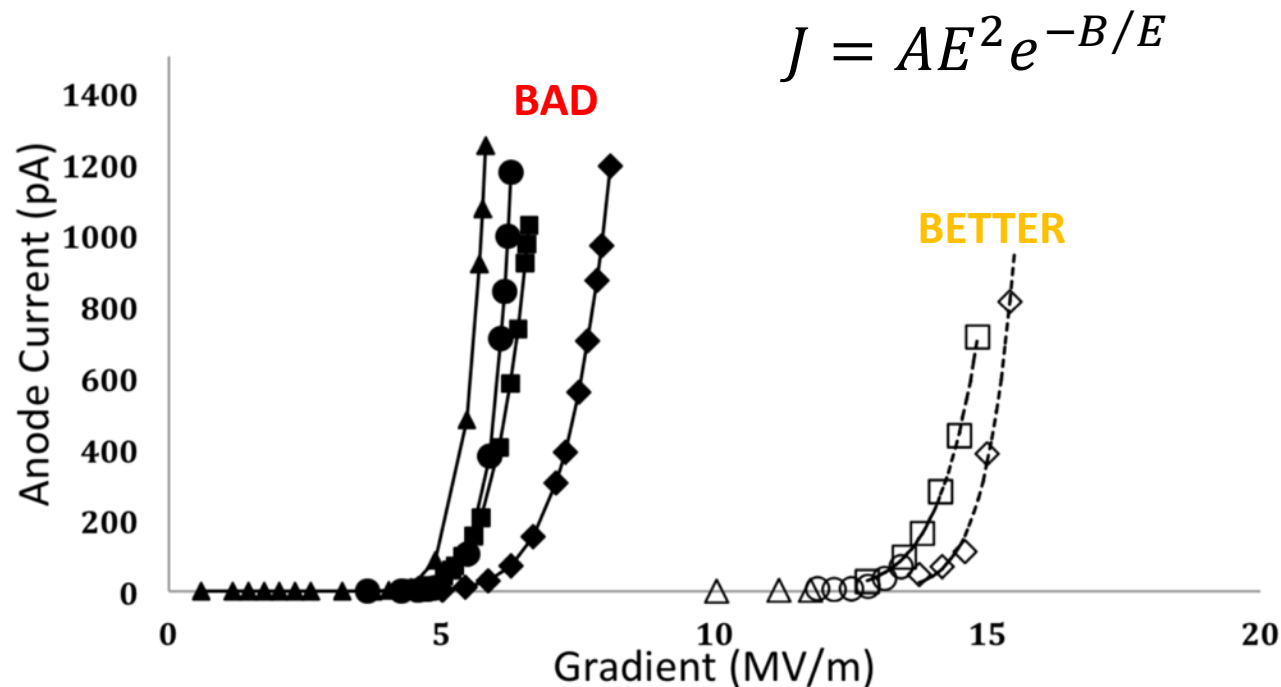 J = AE²e^{-B/E}
BAD
BETTER
Anode Current (pA)
1400
1200
1000
800
600
400
200
0
0 5 10 15 20
Gradient (MV/m)